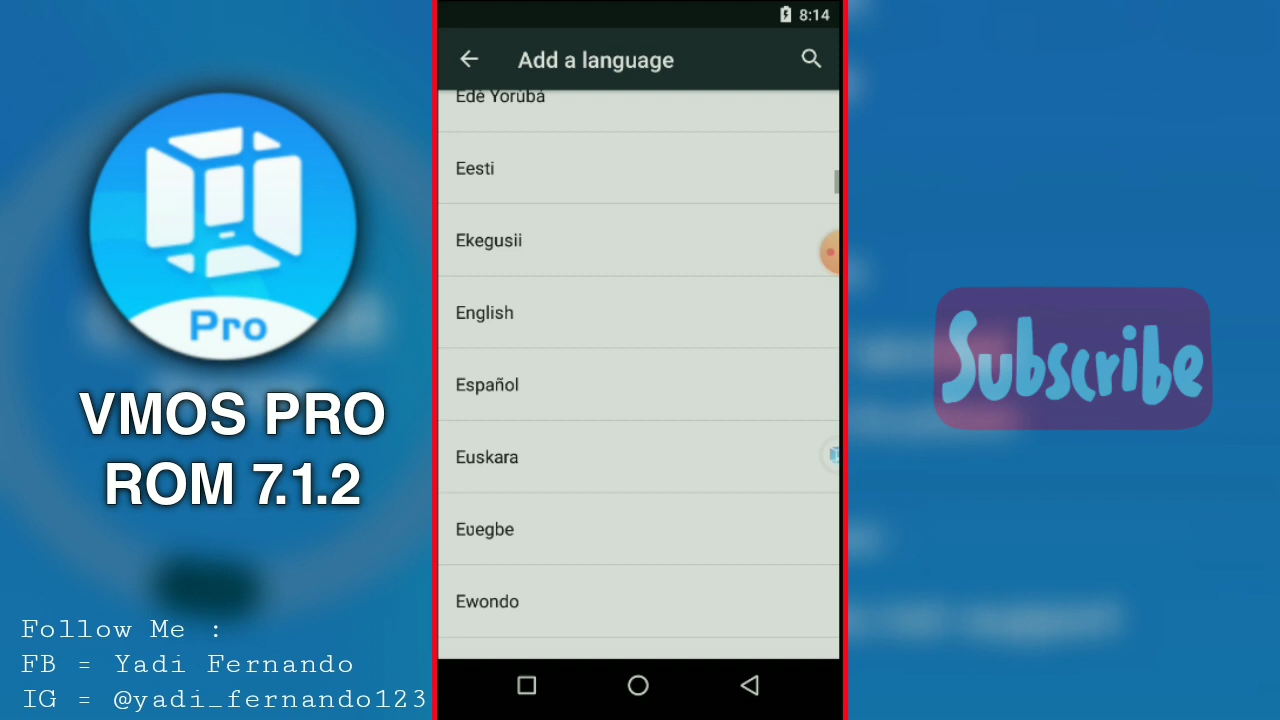 Pro
VMOS PRO
ROM 7.1.2
Follow Me :
FB = Yadi Fernando
IG = @yadi_fernando123
8:14
Add a language
Èdè Yorùbá
Eesti
Ekegusii
English
Español
Euskara
Eʋegbe
Ewondo
Subscribe